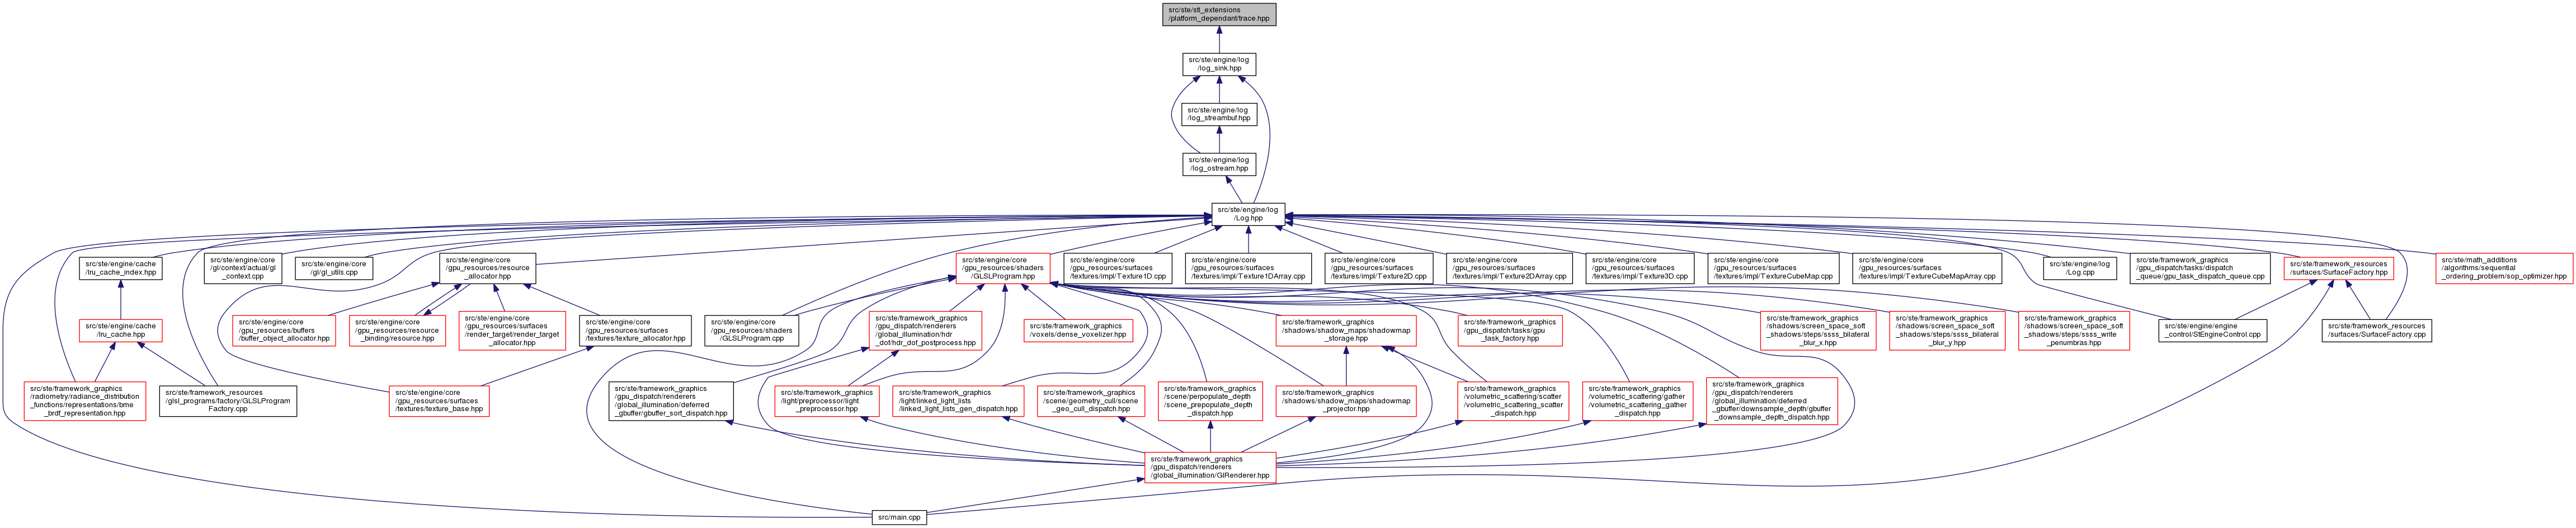 src/ste/stl_extensions
/platform_dependant/trace.hpp
src/ste/engine/log
/log_sink.hpp
src/ste/engine/log
/log_streambuf.hpp
src/ste/engine/log
/log_ostream.hpp
src/ste/engine/log
/Log.hpp
src/ste/engine/cache
/lru_cache_index.hpp
src/ste/engine/core
/gl/context/actual/gl
_context.cpp
src/ste/engine/core
/gl/gl_utils.cpp
src/ste/engine/core
/gpu_resources/resource
_allocator.hpp
src/ste/engine/core
/gpu_resources/shaders
/GLSLProgram.hpp
src/ste/engine/core
/gpu_resources/surfaces
/textures/impl/Texture1D.cpp
src/ste/engine/core
/gpu_resources/surfaces
/textures/impl/Texture1DArray.cpp
src/ste/engine/core
/gpu_resources/surfaces
/textures/impl/Texture2D.cpp
src/ste/engine/core
/gpu_resources/surfaces
/textures/impl/Texture2DArray.cpp
src/ste/engine/core
/gpu_resources/surfaces
/textures/impl/Texture3D.cpp
src/ste/engine/core
/gpu_resources/surfaces
/textures/impl/TextureCubeMap.cpp
src/ste/engine/core
/gpu_resources/surfaces
/textures/impl/TextureCubeMapArray.cpp
src/ste/engine/log
/Log.cpp
src/ste/framework_graphics
/gpu_dispatch/tasks/dispatch
_queue/gpu_task_dispatch_queue.cpp
src/ste/framework_resources
/surfaces/SurfaceFactory.hpp
src/ste/math_additions
/algorithms/sequential
_ordering_problem/sop_optimizer.hpp
src/ste/engine/cache
/lru_cache.hpp
src/ste/engine/core
/gpu_resources/buffers
/buffer_object_allocator.hpp
src/ste/engine/core
/gpu_resources/resource
_binding/resource.hpp
src/ste/engine/core
/gpu_resources/surfaces
/render_target/render_target
_allocator.hpp
src/ste/engine/core
/gpu_resources/surfaces
/textures/texture_allocator.hpp
src/ste/engine/core
/gpu_resources/shaders
/GLSLProgram.cpp
src/ste/framework_graphics
/gpu_dispatch/renderers
/global_illumination/hdr
_dof/hdr_dof_postprocess.hpp
src/ste/framework_graphics
/voxels/dense_voxelizer.hpp
src/ste/framework_graphics
/shadows/shadow_maps/shadowmap
_storage.hpp
src/ste/framework_graphics
/gpu_dispatch/tasks/gpu
_task_factory.hpp
src/ste/framework_graphics
/shadows/screen_space_soft
_shadows/steps/ssss_bilateral
_blur_x.hpp
src/ste/framework_graphics
/shadows/screen_space_soft
_shadows/steps/ssss_bilateral
_blur_y.hpp
src/ste/framework_graphics
/shadows/screen_space_soft
_shadows/steps/ssss_write
_penumbras.hpp
src/ste/engine/engine
_control/StEngineControl.cpp
src/ste/framework_resources
/surfaces/SurfaceFactory.cpp
src/ste/framework_graphics
/radiometry/radiance_distribution
_functions/representations/bme
_brdf_representation.hpp
src/ste/framework_resources
/glsl_programs/factory/GLSLProgram
Factory.cpp
src/ste/engine/core
/gpu_resources/surfaces
/textures/texture_base.hpp
src/ste/framework_graphics
/gpu_dispatch/renderers
/global_illumination/deferred
_gbuffer/gbuffer_sort_dispatch.hpp
src/ste/framework_graphics
/light/preprocessor/light
_preprocessor.hpp
src/ste/framework_graphics
/light/linked_light_lists
/linked_light_lists_gen_dispatch.hpp
src/ste/framework_graphics
/scene/geometry_cull/scene
_geo_cull_dispatch.hpp
src/ste/framework_graphics
/scene/perpopulate_depth
/scene_prepopulate_depth
_dispatch.hpp
src/ste/framework_graphics
/shadows/shadow_maps/shadowmap
_projector.hpp
src/ste/framework_graphics
/volumetric_scattering/scatter
/volumetric_scattering_scatter
_dispatch.hpp
src/ste/framework_graphics
/volumetric_scattering/gather
/volumetric_scattering_gather
_dispatch.hpp
src/ste/framework_graphics
/gpu_dispatch/renderers
/global_illumination/deferred
_gbuffer/downsample_depth/gbuffer
_downsample_depth_dispatch.hpp
src/ste/framework_graphics
/gpu_dispatch/renderers
/global_illumination/GIRenderer.hpp
src/main.cpp